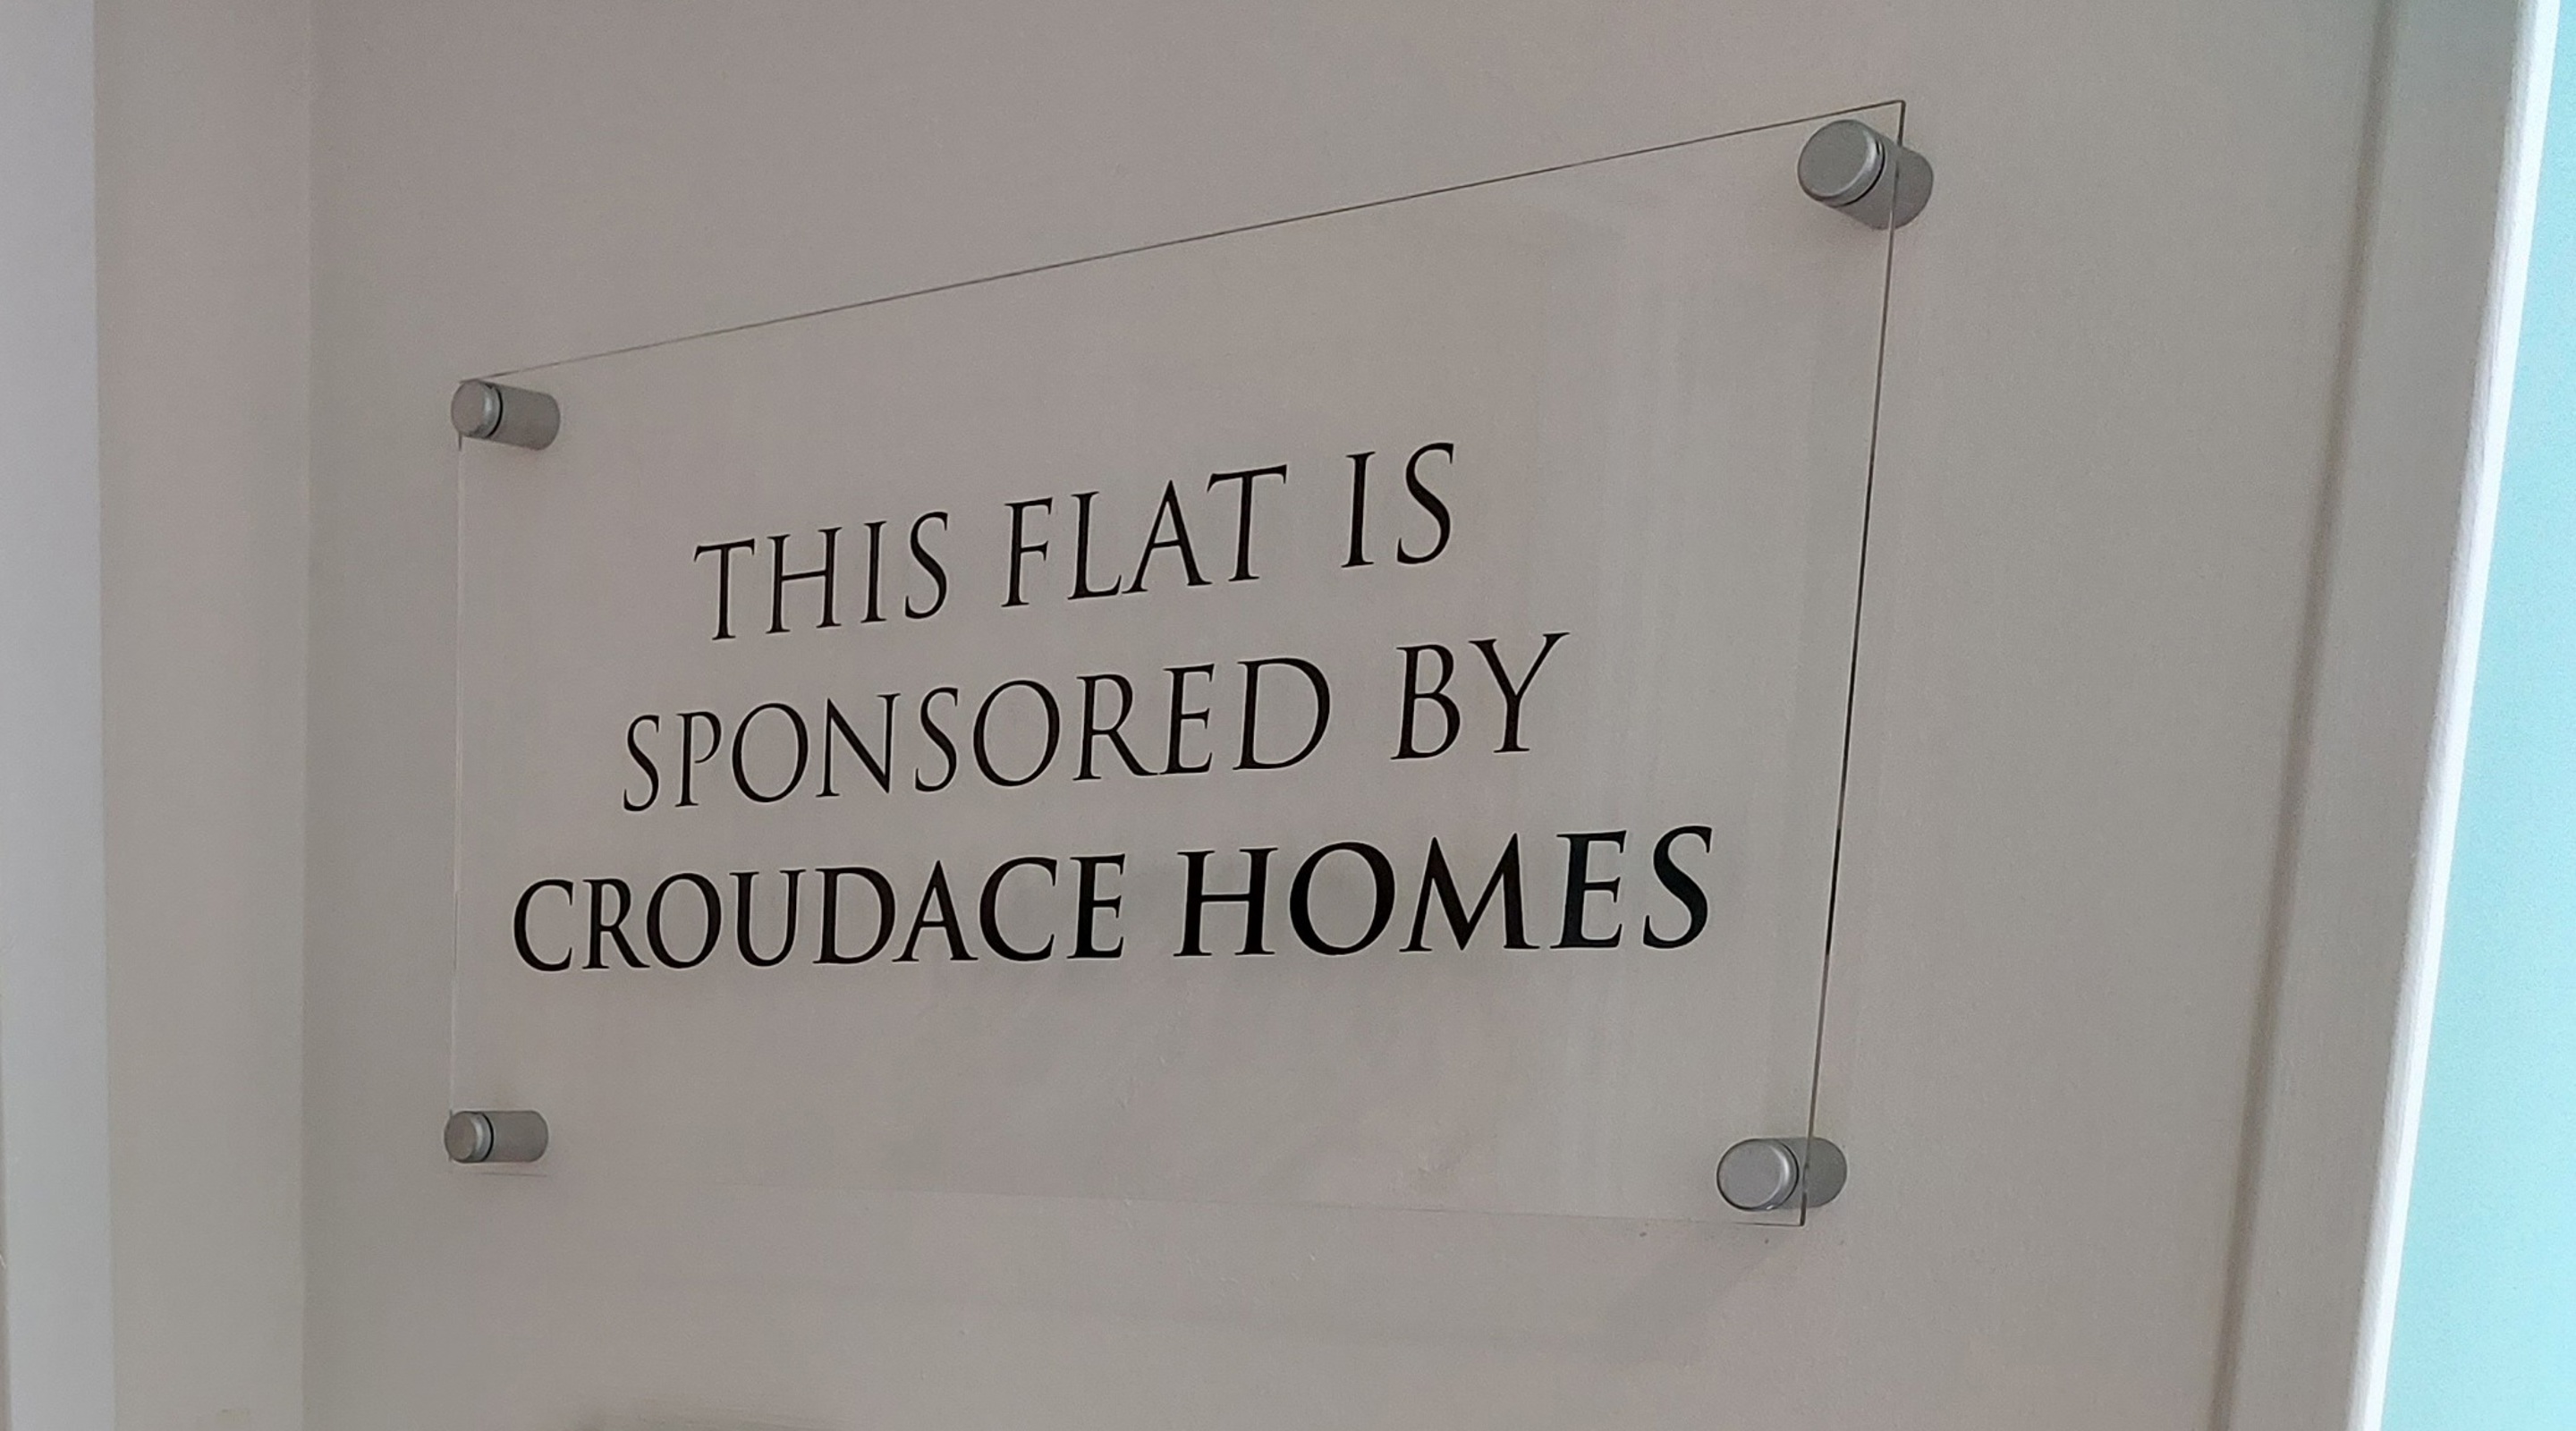 THIS FLAT IS
SPONSORED BY
CROUDACE HOMES